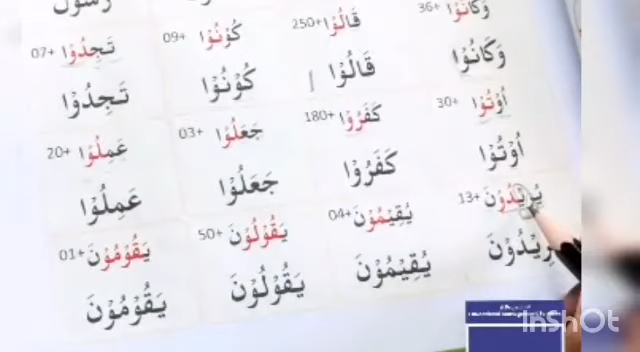 رَسُوْلَ
وَكَانُوْا +36 قَالُوْا +250 كُوْنُوْا +09 تَجِدُوْا +07
وَكَانُوْا قَالُوْا كُوْنُوْا تَجِدُوْا
اُوْتُوْا +30 كَفَرُوْا +180 جَعَلُوْا +03 عَمِلُوْا +20
اُوْتُوْا كَفَرُوْا جَعَلُوْا عَمِلُوْا
يُرِيْدُوْنَ +13 يُقِيْمُوْنَ +04 يَقُوْلُوْنَ +50 يَقُوْمُوْنَ +01
يُرِيْدُوْنَ يُقِيْمُوْنَ يَقُوْلُوْنَ يَقُوْمُوْنَ
InShOt